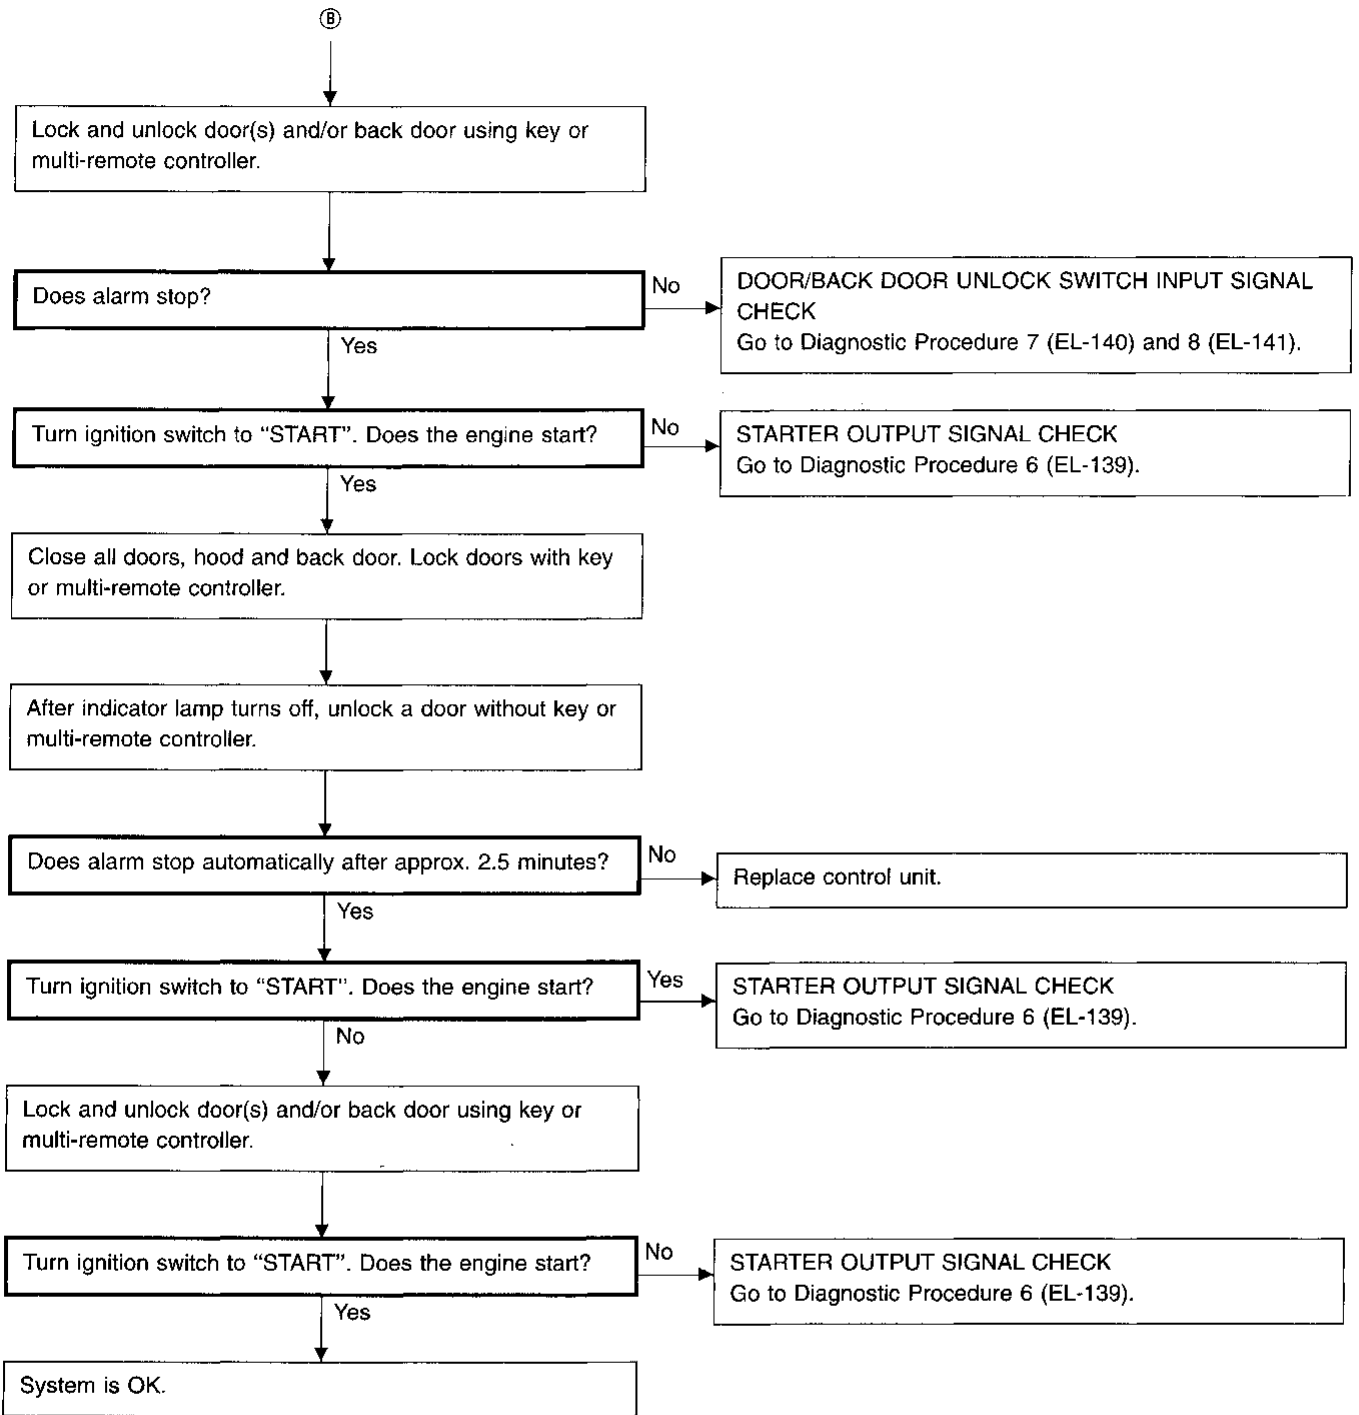 B
Lock and unlock door(s) and/or back door using key or
multi-remote controller.
Does alarm stop?
No
DOOR/BACK DOOR UNLOCK SWITCH INPUT SIGNAL
CHECK
Go to Diagnostic Procedure 7 (EL-140) and 8 (EL-141).
Yes
Turn ignition switch to “START”. Does the engine start?
No
STARTER OUTPUT SIGNAL CHECK
Go to Diagnostic Procedure 6 (EL-139).
Yes
Close all doors, hood and back door. Lock doors with key
or multi-remote controller.
After indicator lamp turns off, unlock a door without key or
multi-remote controller.
Does alarm stop automatically after approx. 2.5 minutes?
No
Replace control unit.
Yes
Turn ignition switch to “START”. Does the engine start?
Yes
STARTER OUTPUT SIGNAL CHECK
Go to Diagnostic Procedure 6 (EL-139).
No
Lock and unlock door(s) and/or back door using key or
multi-remote controller.
Turn ignition switch to “START”. Does the engine start?
No
STARTER OUTPUT SIGNAL CHECK
Go to Diagnostic Procedure 6 (EL-139).
Yes
System is OK.